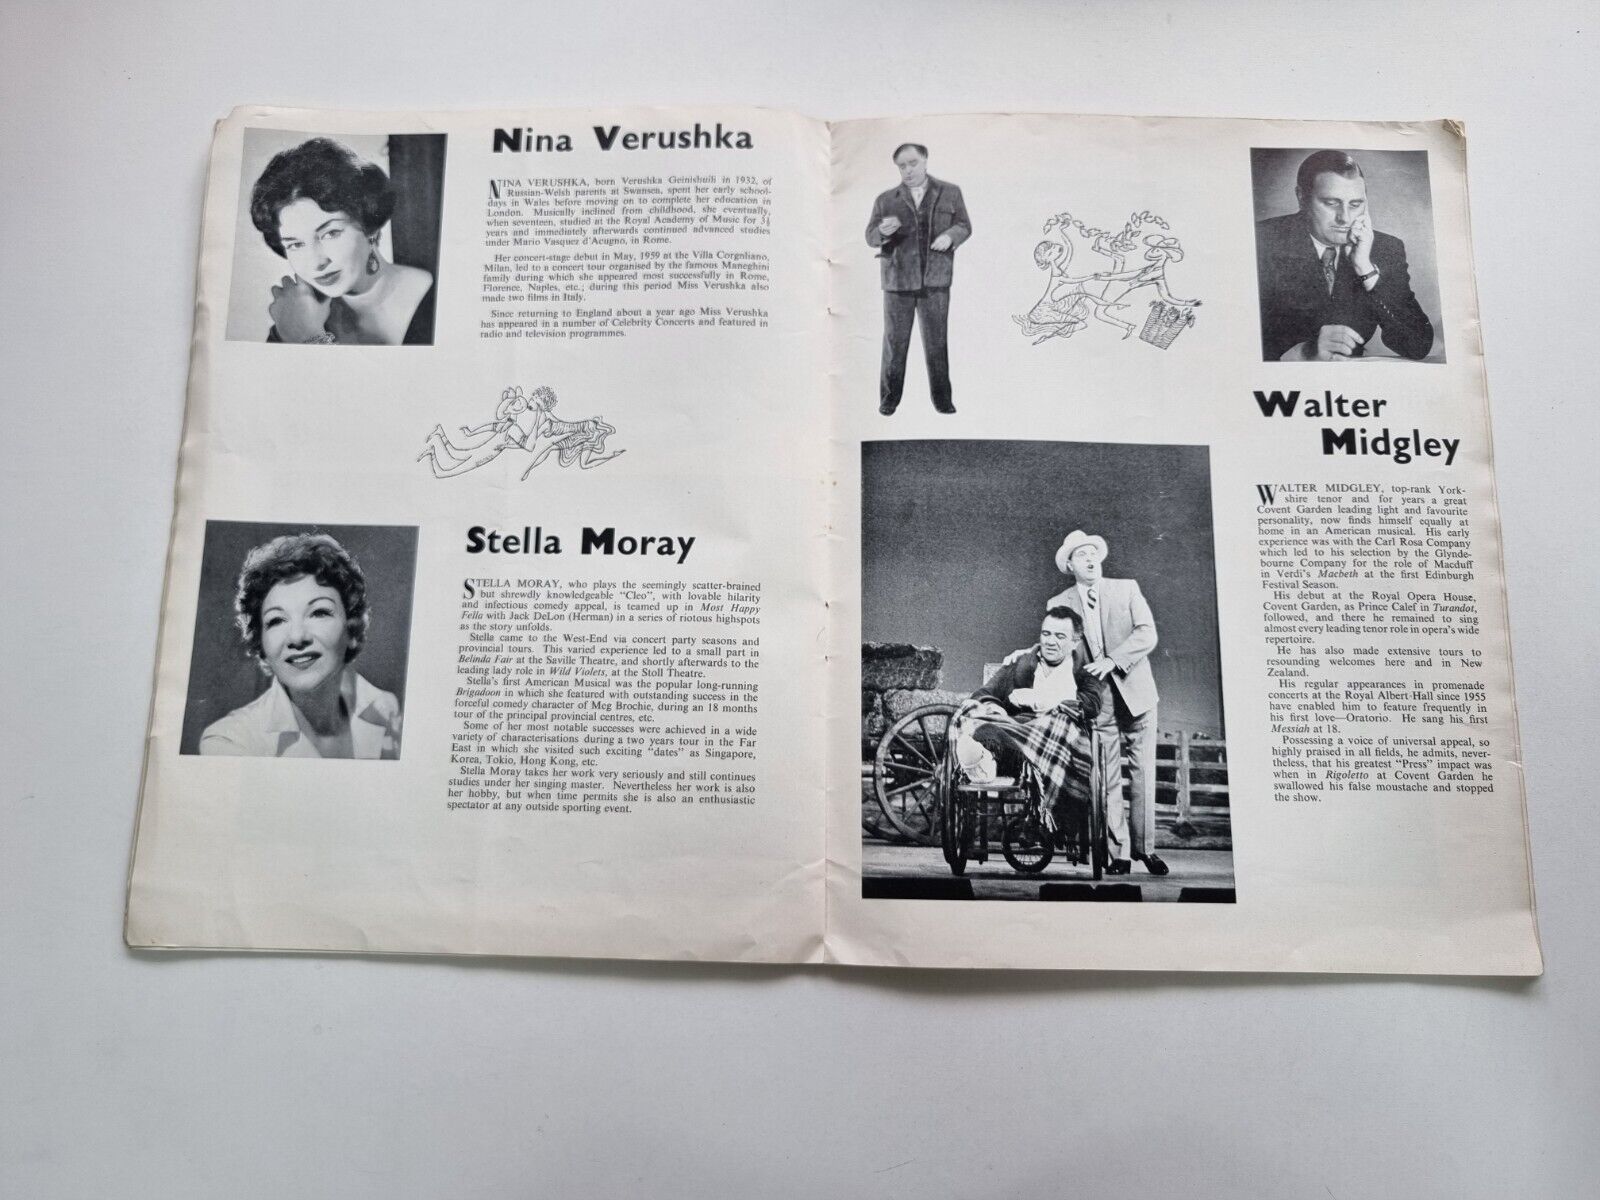 Nina Verushka
NINA VERUSHKA, born Verushka Geinishuili in 1932, of
Russian-Welsh parents at Swansea, spent her early school-
days in Wales before moving on to complete her education in
London. Musically inclined from childhood, she eventually,
when seventeen, studied at the Royal Academy of Music for 3½
years and immediately afterwards continued advanced studies
under Mario Vasquez d'Acugno, in Rome.
Her concert-stage debut in May, 1959 at the Villa Corgnliano,
Milan, led to a concert tour organised by the famous Maneghini
family during which she appeared most successfully in Rome,
Florence, Naples, etc.; during this period Miss Verushka also
made two films in Italy.
Since returning to England about a year ago Miss Verushka
has appeared in a number of Celebrity Concerts and featured in
radio and television programmes.
Stella Moray
STELLA MORAY, who plays the seemingly scatter-brained
but shrewdly knowledgeable "Cleo", with lovable hilarity
and infectious comedy appeal, is teamed up in Most Happy
Fella with Jack DeLon (Herman) in a series of riotous highspots
as the story unfolds.
Stella came to the West-End via concert party seasons and
provincial tours. This varied experience led to a small part in
Belinda Fair at the Saville Theatre, and shortly afterwards to the
leading lady role in Wild Violets, at the Stoll Theatre.
Stella's first American Musical was the popular long-running
Brigadoon in which she featured with outstanding success in the
forceful comedy character of Meg Brochie, during an 18 months
tour of the principal provincial centres, etc.
Some of her most notable successes were achieved in a wide
variety of characterisations during a two years tour in the Far
East in which she visited such exciting "dates" as Singapore,
Korea, Tokio, Hong Kong, etc.
Stella Moray takes her work very seriously and still continues
studies under her singing master. Nevertheless her work is also
her hobby, but when time permits she is also an enthusiastic
spectator at any outside sporting event.
Walter
Midgley
WALTER MIDGLEY, top-rank York-
shire tenor and for years a great
Covent Garden leading light and favourite
personality, now finds himself equally at
home in an American musical. His early
experience was with the Carl Rosa Company
which led to his selection by the Glynde-
bourne Company for the role of Macduff
in Verdi's Macbeth at the first Edinburgh
Festival Season.
His debut at the Royal Opera House,
Covent Garden, as Prince Calef in Turandot,
followed, and there he remained to sing
almost every leading tenor role in opera's wide
repertoire.
He has also made extensive tours to
resounding welcomes here and in New
Zealand.
His regular appearances in promenade
concerts at the Royal Albert-Hall since 1955
have enabled him to feature frequently in
his first love—Oratorio. He sang his first
Messiah at 18.
Possessing a voice of universal appeal, so
highly praised in all fields, he admits, never-
theless, that his greatest "Press" impact was
when in Rigoletto at Covent Garden he
swallowed his false moustache and stopped
the show.